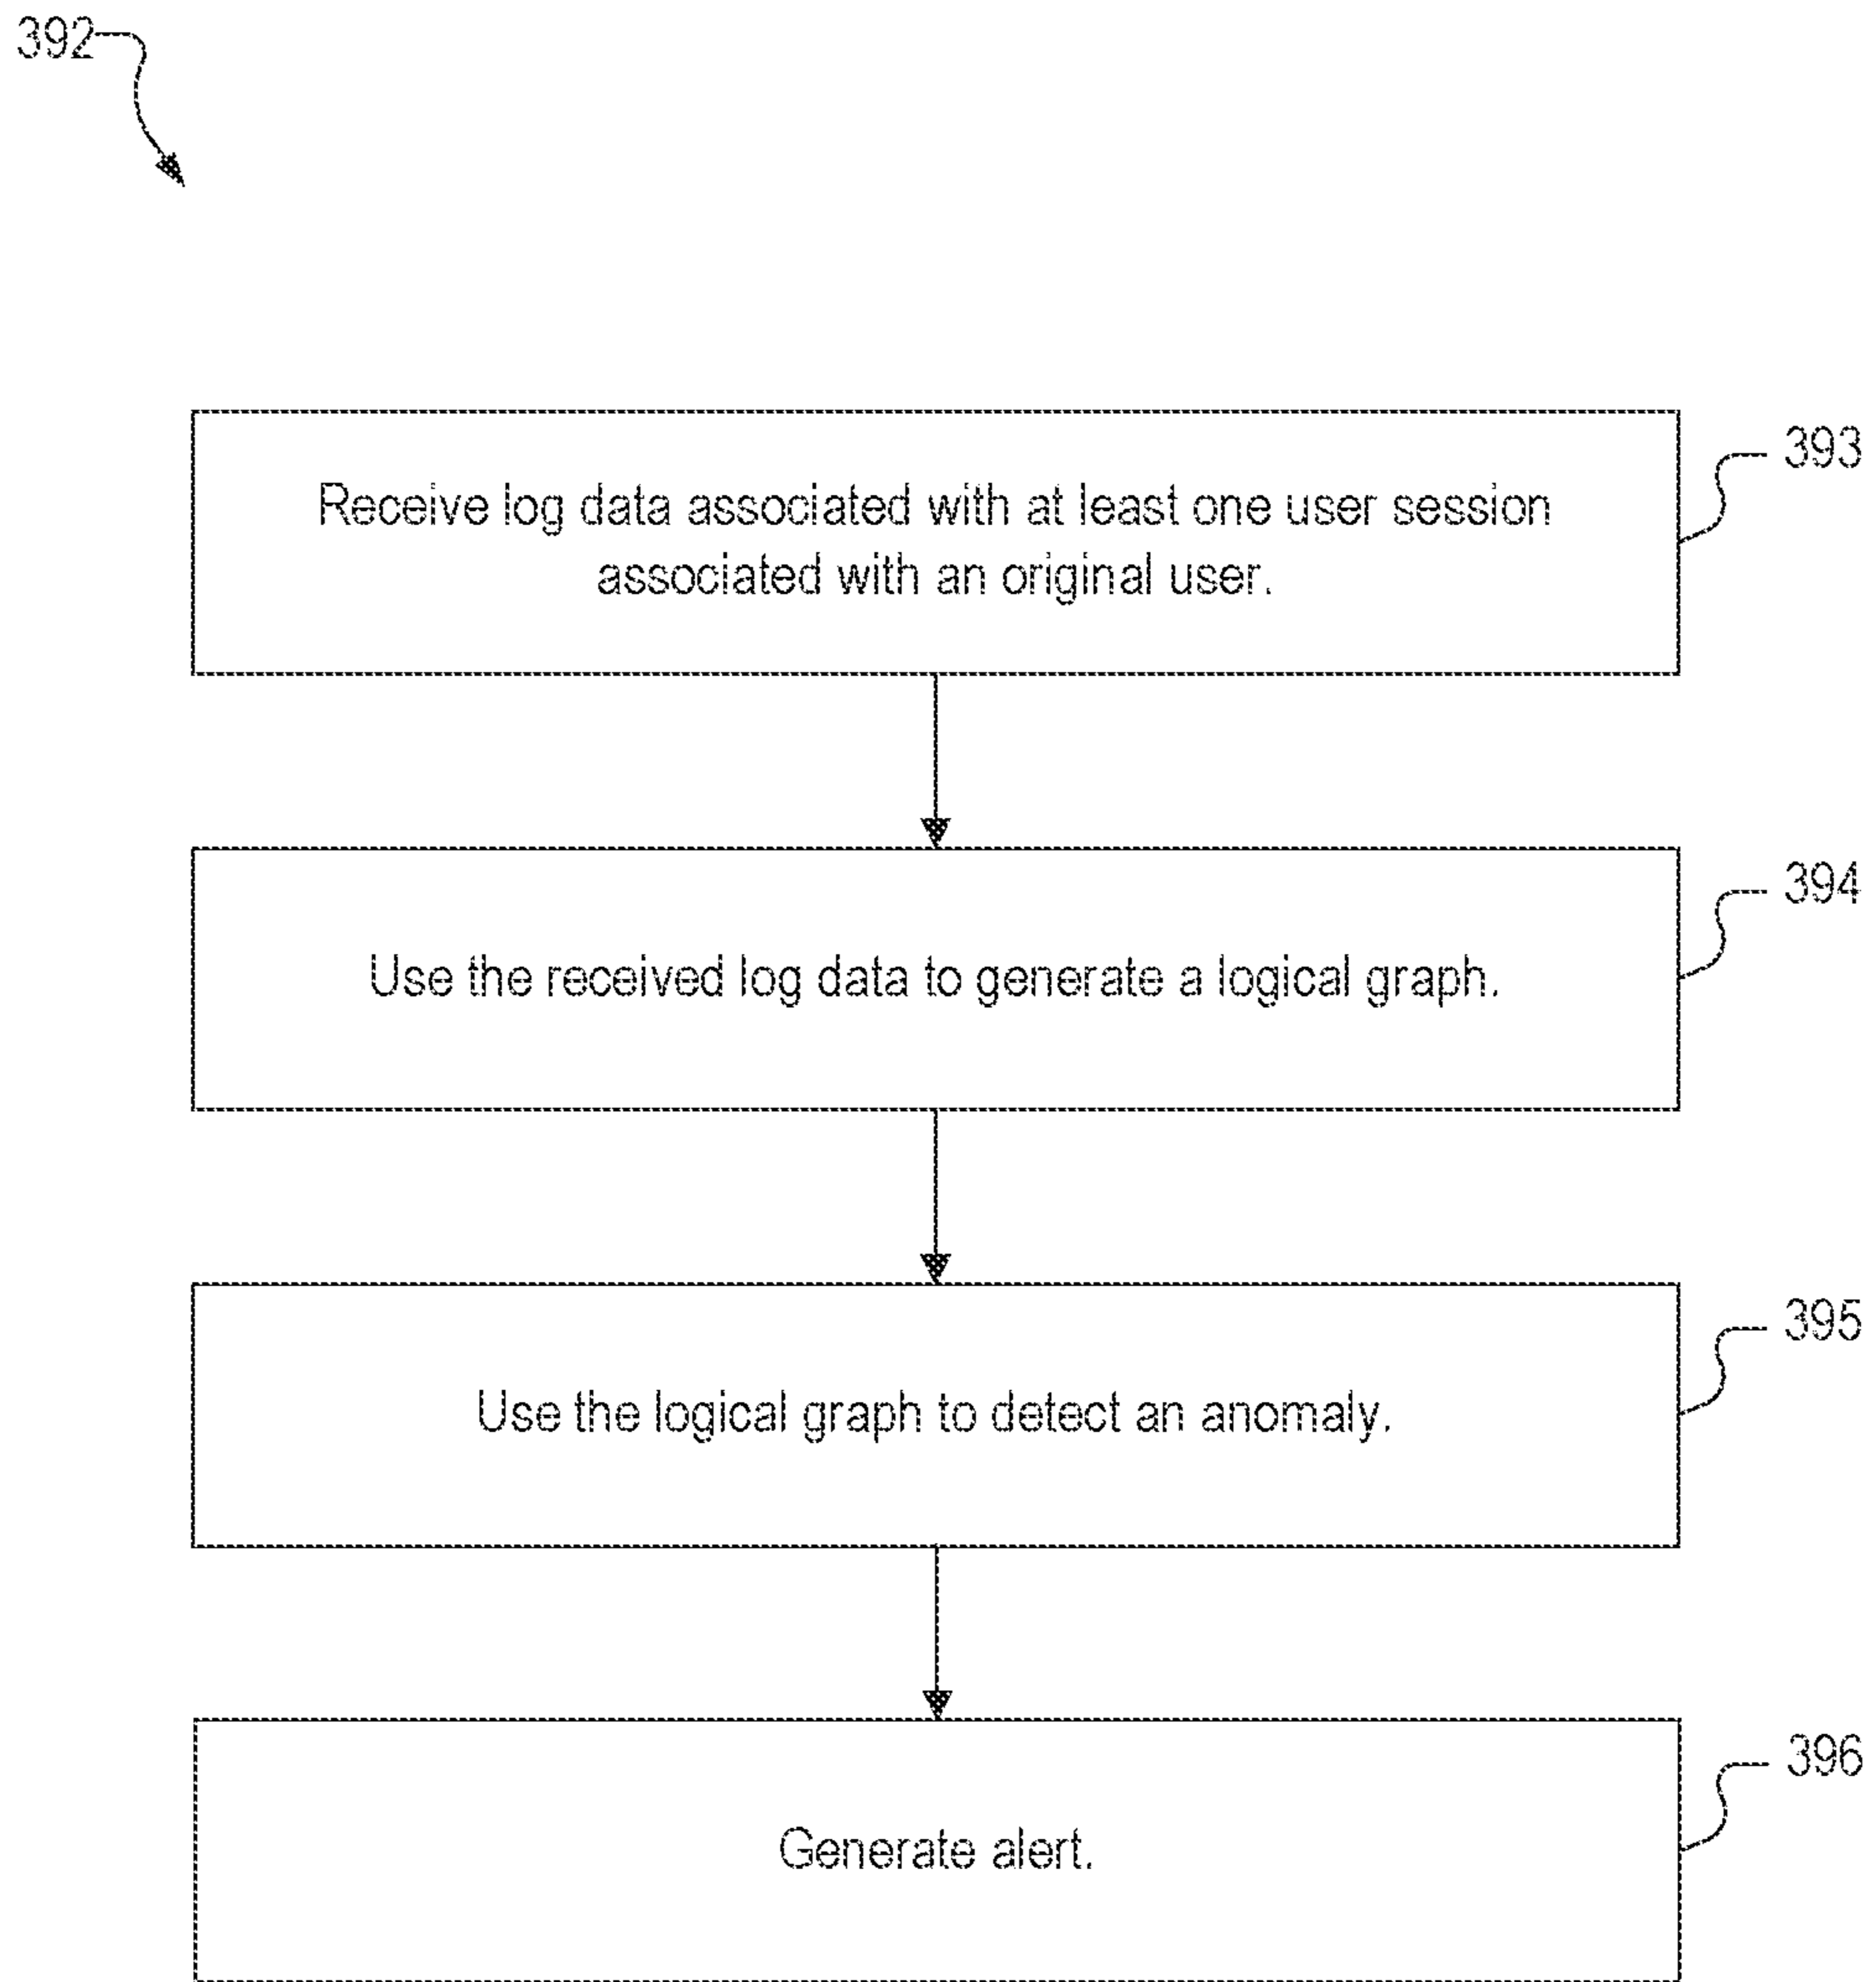 392
393
Receive log data associated with at least one user session
associated with an original user.
394
Use the received log data to generate a logical graph.
395
Use the logical graph to detect an anomaly.
396
Generate alert.